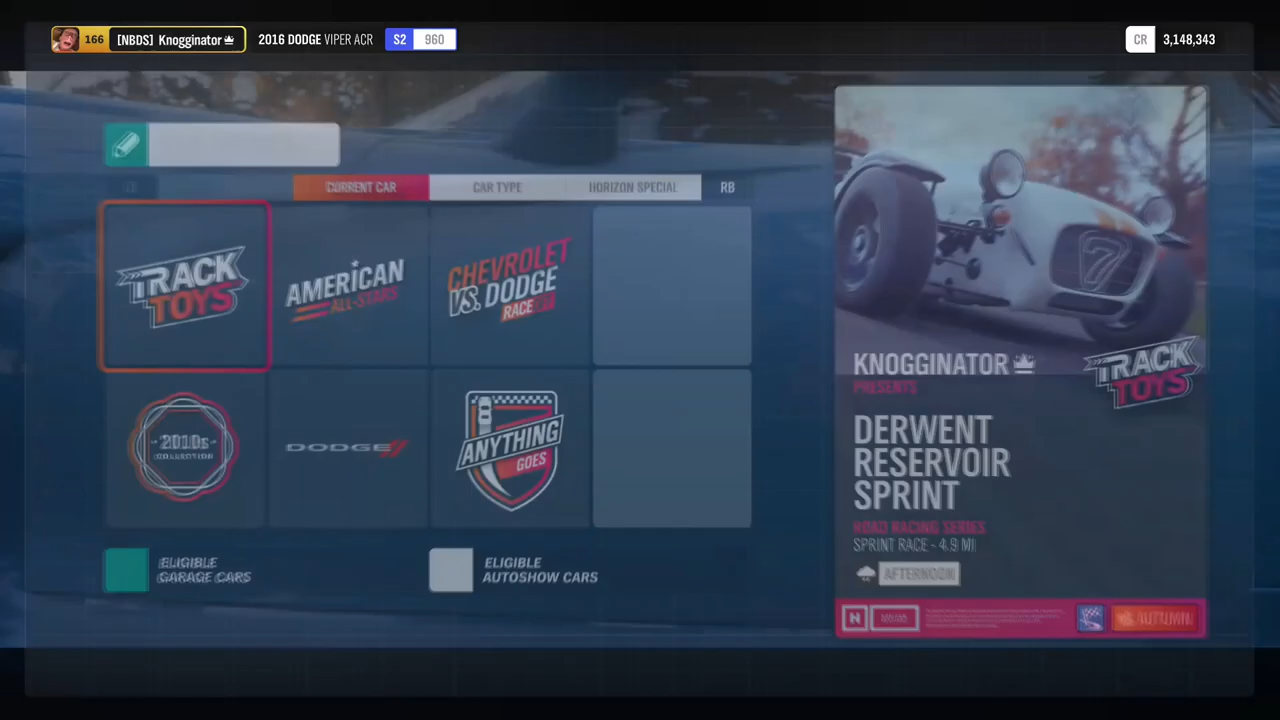 166 [NBDS] Knogginator 2016 DODGE VIPER ACR S2 960 CR 3,148,343
CURRENT CAR CAR TYPE HORIZON SPECIAL RB
TRACK TOYS
AMERICAN ALL-STARS
CHEVROLET VS. DODGE RACE
2010s COLLECTION
DODGE
ANYTHING GOES
ELIGIBLE
GARAGE CARS
ELIGIBLE
AUTOSHOW CARS
7
KNOGGINATOR
PRESENTS
TRACK TOYS
DERWENT
RESERVOIR
SPRINT
ROAD RACING SERIES
SPRINT RACE - 4.9 MI
AFTERNOON
N
AUTUMN